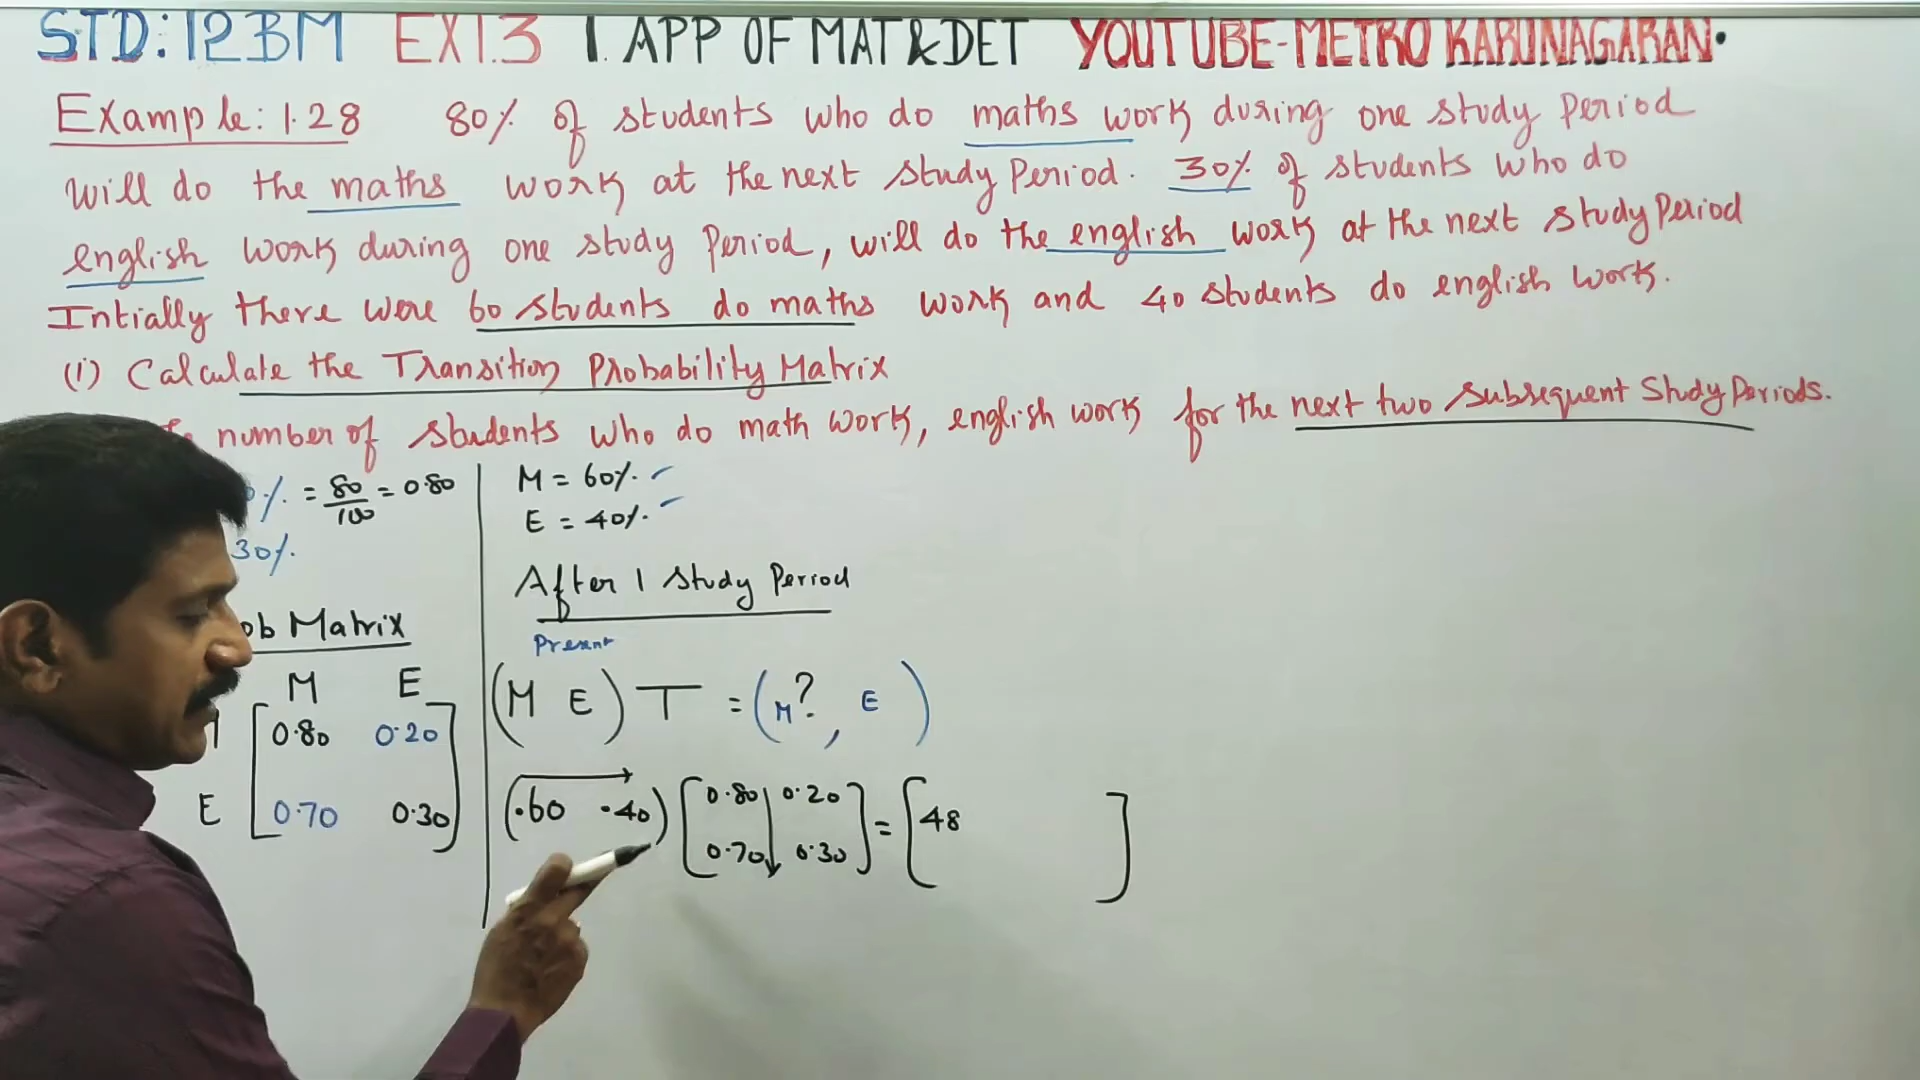 STD: 12 BM EX 1.3 1. APP OF MAT & DET YOUTUBE-METRO KARUNAGARAN.
Example: 1.28 80% of students who do maths work during one study Period
will do the maths work at the next study Period. 30% of students who do
english work during one study Period, will do the english work at the next study Period
Intially there were 60 students do maths work and 40 students do english work.
(i) Calculate the Transition Probability Matrix
number of students who do math work, english work for the next two subsequent Study Periods.
% = 80/100 = 0.80
30%.
ob Matrix
M E
0.80 0.20
E 0.70 0.30
M = 60%.
E = 40%.
After 1 Study Period
Present
(M E) T = (M?, E)
(.60 .40) [0.80 0.20 = [48 ]
0.70 0.30]